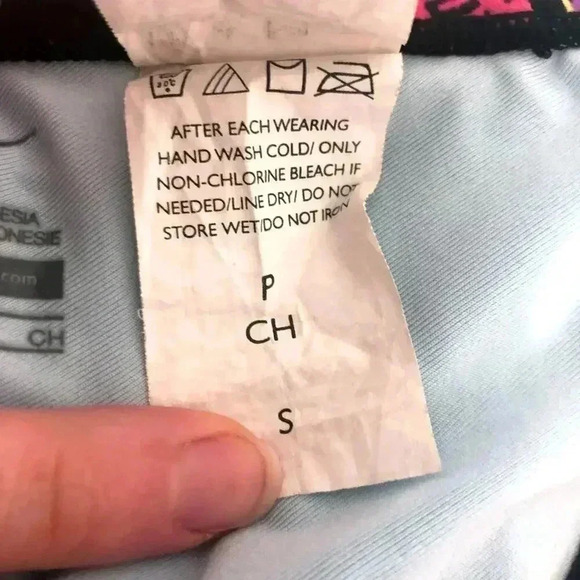 30°C
AFTER EACH WEARING
HAND WASH COLD/ ONLY
NON-CHLORINE BLEACH IF
NEEDED/LINE DRY/ DO NOT
STORE WET/DO NOT IRON
P
CH
S
ESIA
ONESIE
.com
CH